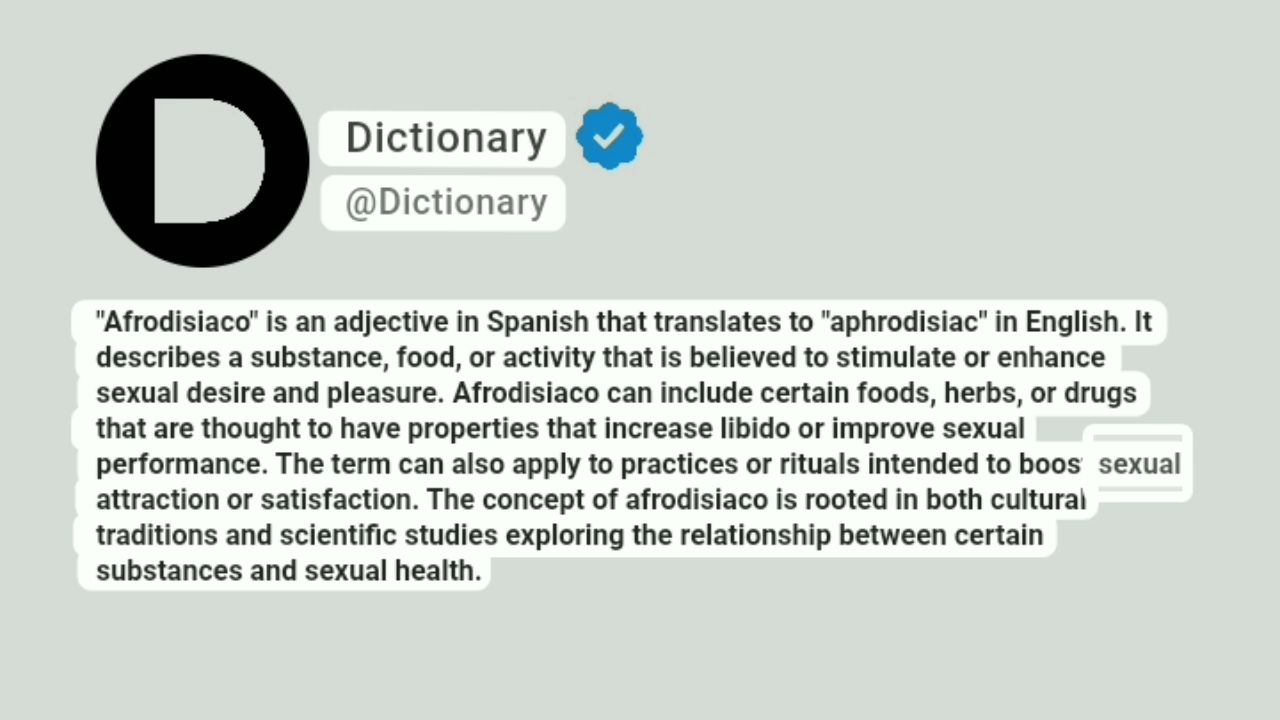 D
Dictionary
@Dictionary
"Afrodisiaco" is an adjective in Spanish that translates to "aphrodisiac" in English. It
describes a substance, food, or activity that is believed to stimulate or enhance
sexual desire and pleasure. Afrodisiaco can include certain foods, herbs, or drugs
that are thought to have properties that increase libido or improve sexual
performance. The term can also apply to practices or rituals intended to boost sexual
attraction or satisfaction. The concept of afrodisiaco is rooted in both cultural
traditions and scientific studies exploring the relationship between certain
substances and sexual health.